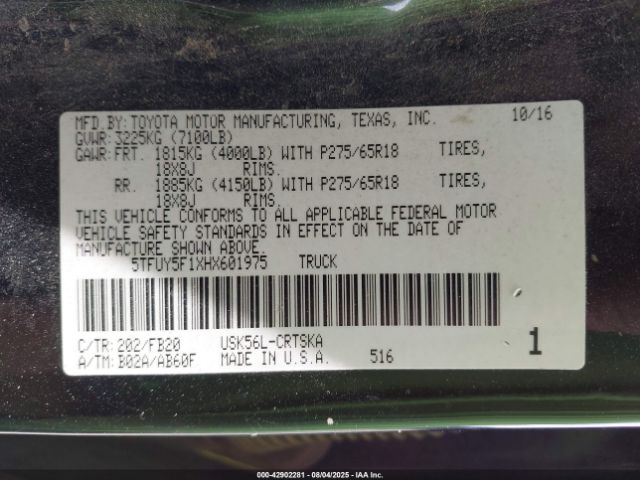 MFD.BY:TOYOTA MOTOR MANUFACTURING, TEXAS, INC. 10/16
GVWR:3225KG (7100LB)
GAWR:FRT. 1815KG (4000LB) WITH P275/65R18 TIRES,
18X8J RIMS.
RR. 1885KG (4150LB) WITH P275/65R18 TIRES,
18X8J RIMS.
THIS VEHICLE CONFORMS TO ALL APPLICABLE FEDERAL MOTOR
VEHICLE SAFETY STANDARDS IN EFFECT ON THE DATE OF
MANUFACTURE SHOWN ABOVE.
5TFUY5F1XHX601975 TRUCK
C/TR:202/FB20 USK56L-CRTSKA
A/TM:B02A/AB60F MADE IN U.S.A. 516 1
000-42902281 - 08/04/2025 - IAAI.com